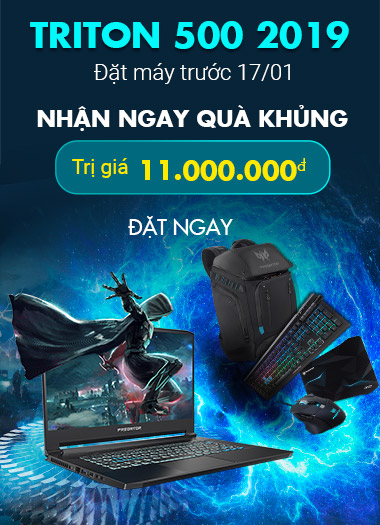 TRITON 500 2019
Đặt máy trước 17/01
NHẬN NGAY QUÀ KHỦNG
Trị giá 11.000.000đ
ĐẶT NGAY
PREDATOR